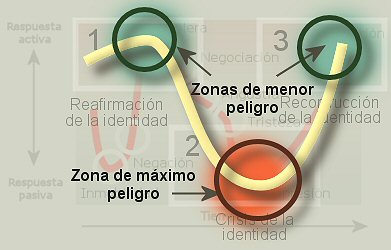 Respuesta
activa
1
Negociación
3
Zonas de menor
peligro
Reafirmación
de la identidad
Reconstrucción
de la identidad
2
Negación
Zona de máximo
peligro
Respuesta
pasiva
Crisis de la
identidad